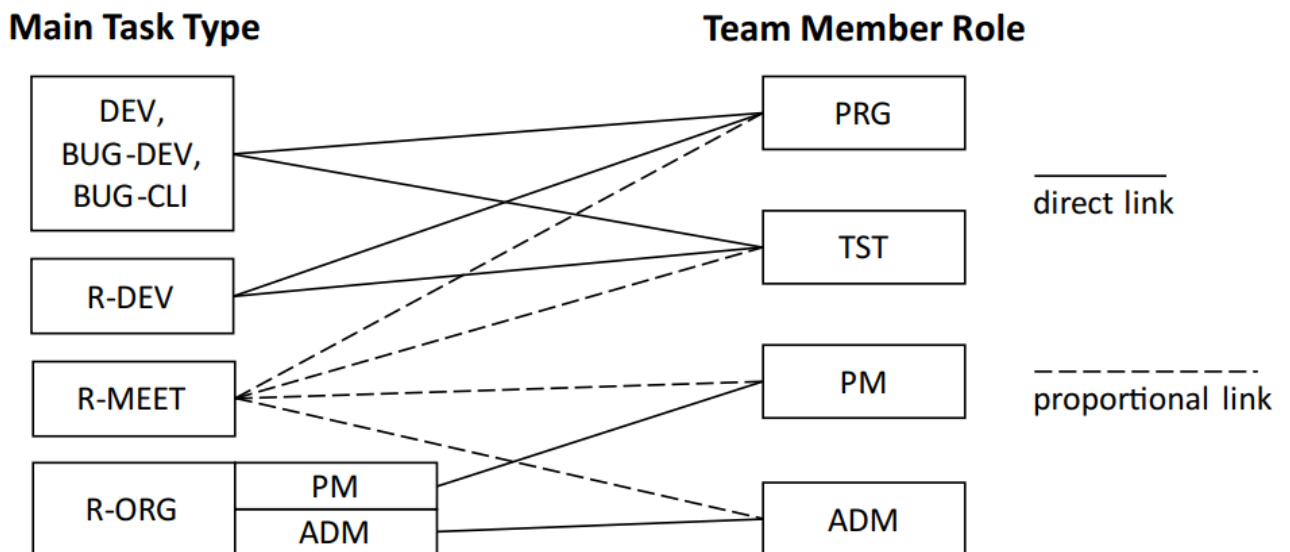 Main Task Type
Team Member Role
DEV,
BUG-DEV,
BUG-CLI
R-DEV
R-MEET
R-ORG
PM
ADM
PRG
TST
PM
ADM
direct link
proportional link